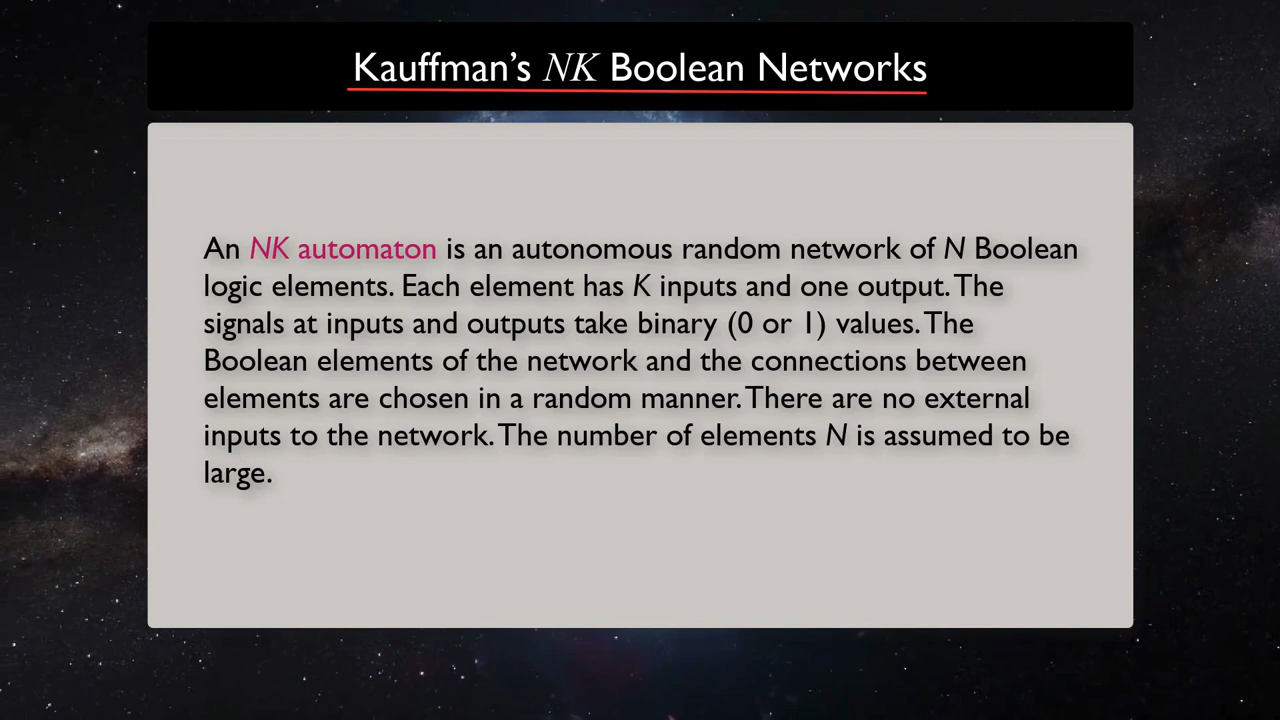 Kauffman's NK Boolean Networks
An NK automaton is an autonomous random network of N Boolean
logic elements. Each element has K inputs and one output. The
signals at inputs and outputs take binary (0 or 1) values. The
Boolean elements of the network and the connections between
elements are chosen in a random manner. There are no external
inputs to the network. The number of elements N is assumed to be
large.